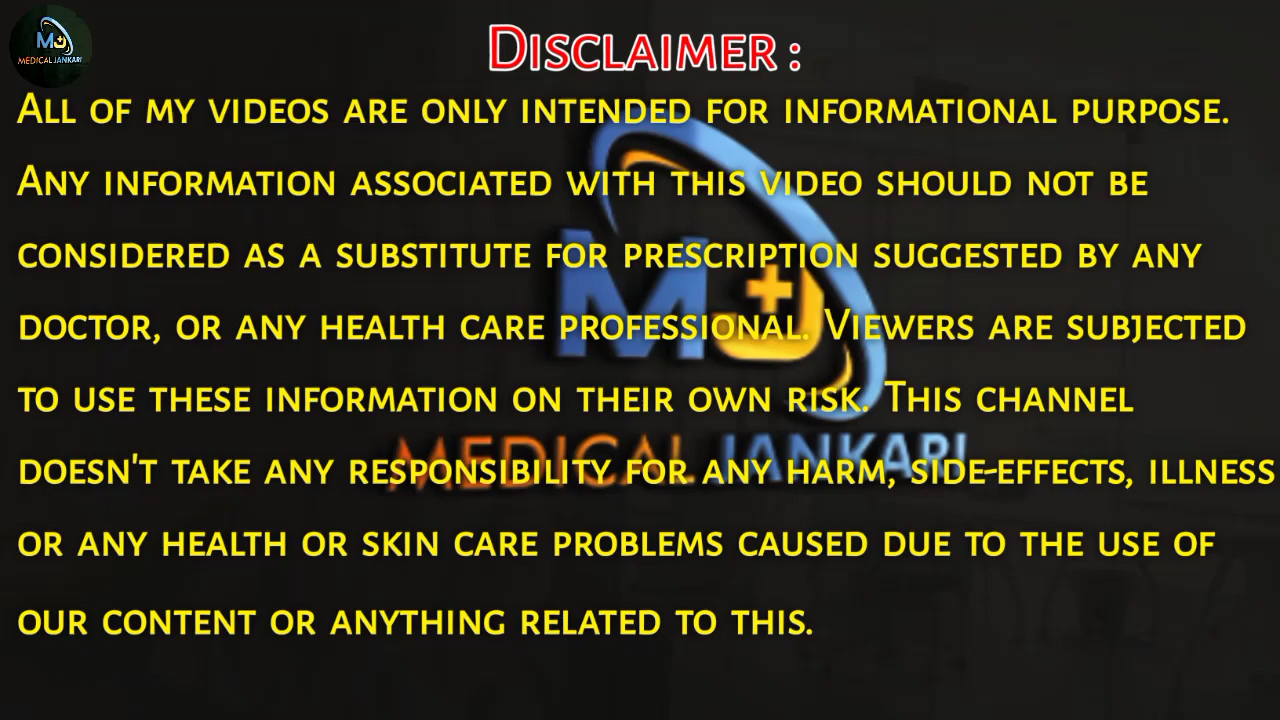 MJ
MEDICAL JANKARI
Disclaimer :
All of my videos are only intended for informational purpose.
Any information associated with this video should not be
considered as a substitute for prescription suggested by any
doctor, or any health care professional. Viewers are subjected
to use these information on their own risk. This channel
doesn't take any responsibility for any harm, side-effects, illness
or any health or skin care problems caused due to the use of
our content or anything related to this.
MJ
MEDICAL JANKARI